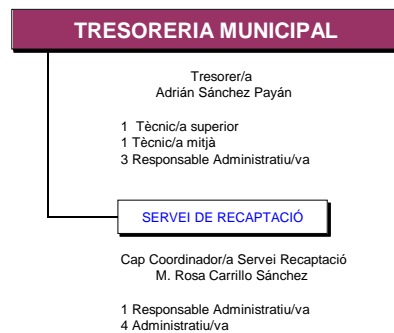 TRESORERIA MUNICIPAL
Tresorer/a
Adrián Sánchez Payán
1 Tècnic/a superior
1 Tècnic/a mitjà
3 Responsable Administratiu/va
SERVEI DE RECAPTACIÓ
Cap Coordinador/a Servei Recaptació
M. Rosa Carrillo Sánchez
1 Responsable Administratiu/va
4 Administratiu/va